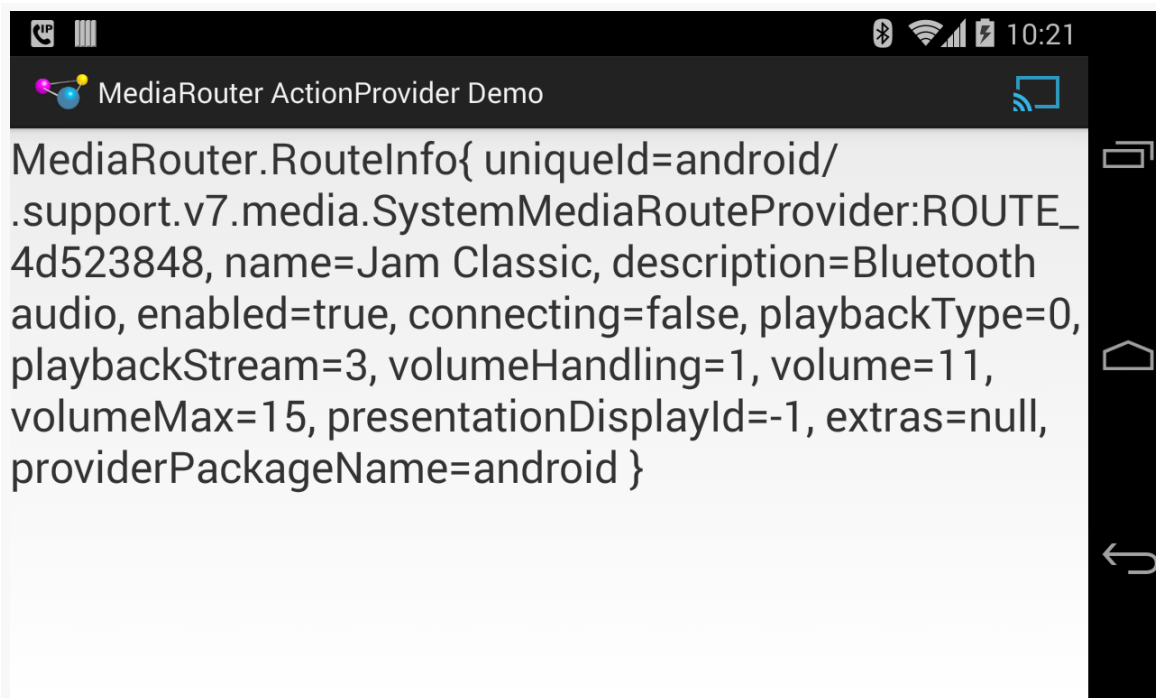 IP
10:21
MediaRouter ActionProvider Demo
MediaRouter.RouteInfo{ uniqueId=android/
.support.v7.media.SystemMediaRouteProvider:ROUTE_
4d523848, name=Jam Classic, description=Bluetooth
audio, enabled=true, connecting=false, playbackType=0,
playbackStream=3, volumeHandling=1, volume=11,
volumeMax=15, presentationDisplayId=-1, extras=null,
providerPackageName=android }